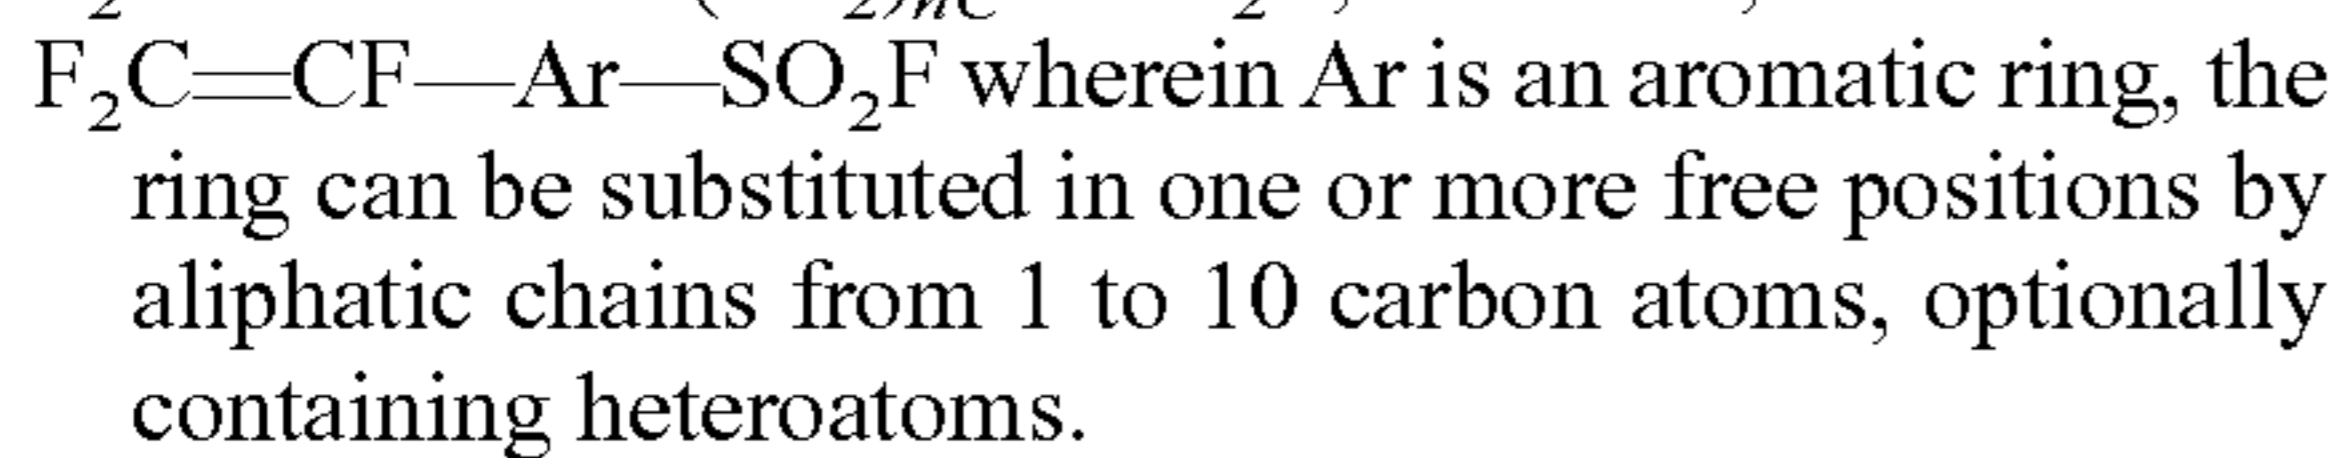 F₂C═CF—Ar—SO₂F wherein Ar is an aromatic ring, the
ring can be substituted in one or more free positions by
aliphatic chains from 1 to 10 carbon atoms, optionally
containing heteroatoms.